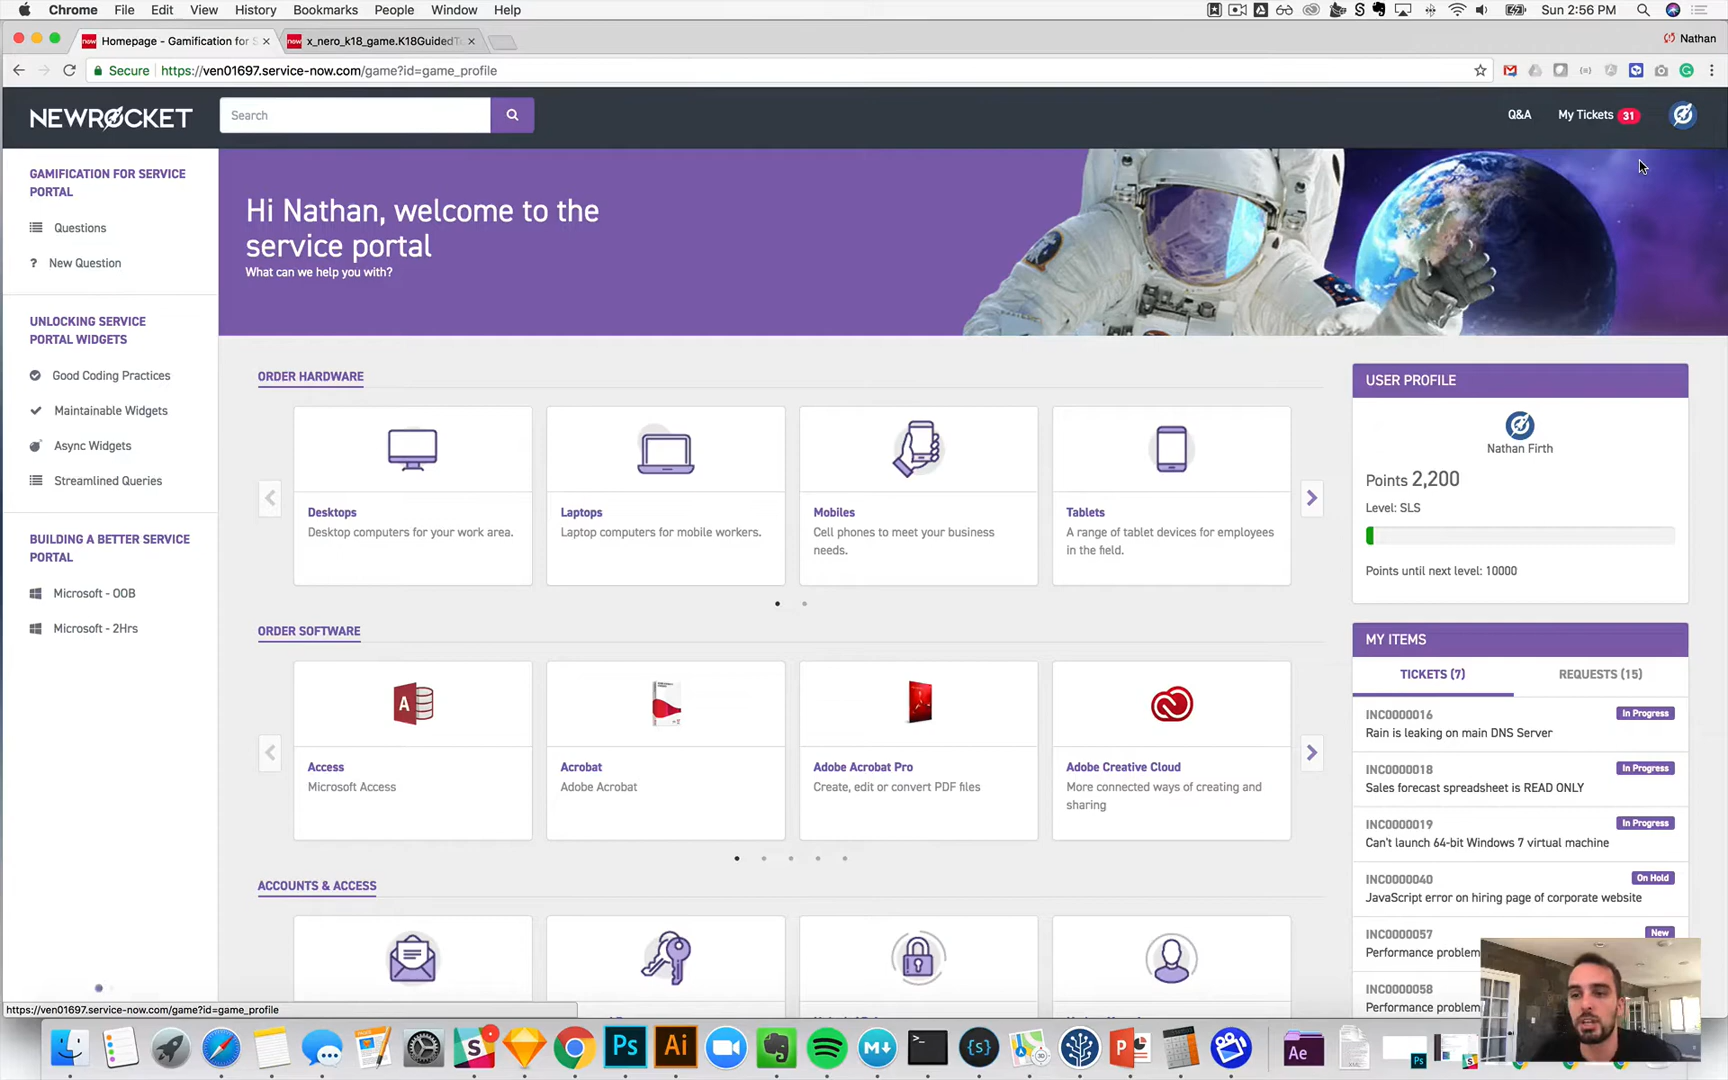 Chrome File Edit View History Bookmarks People Window Help Sun 2:56 PM
Homepage - Gamification for S x_nero_k18_game.K18GuidedT Nathan
Secure https://ven01697.service-now.com/game?id=game_profile
NEWROCKET Search Q&A My Tickets 31
GAMIFICATION FOR SERVICE
PORTAL
Questions
New Question
UNLOCKING SERVICE
PORTAL WIDGETS
Good Coding Practices
Maintainable Widgets
Async Widgets
Streamlined Queries
BUILDING A BETTER SERVICE
PORTAL
Microsoft - OOB
Microsoft - 2Hrs
Hi Nathan, welcome to the
service portal
What can we help you with?
ORDER HARDWARE
Desktops
Desktop computers for your work area.
Laptops
Laptop computers for mobile workers.
Mobiles
Cell phones to meet your business
needs.
Tablets
A range of tablet devices for employees
in the field.
ORDER SOFTWARE
Access
Microsoft Access
Acrobat
Adobe Acrobat
Adobe Acrobat Pro
Create, edit or convert PDF files
Adobe Creative Cloud
More connected ways of creating and
sharing
ACCOUNTS & ACCESS
USER PROFILE
Nathan Firth
Points 2,200
Level: SLS
Points until next level: 10000
MY ITEMS
TICKETS (7) REQUESTS (15)
INC0000016 In Progress
Rain is leaking on main DNS Server
INC0000018 In Progress
Sales forecast spreadsheet is READ ONLY
INC0000019 In Progress
Can't launch 64-bit Windows 7 virtual machine
INC0000040 On Hold
JavaScript error on hiring page of corporate website
INC0000057 New
Performance problem
INC0000058
Performance problem
https://ven01697.service-now.com/game?id=game_profile
Ps Ai Ae